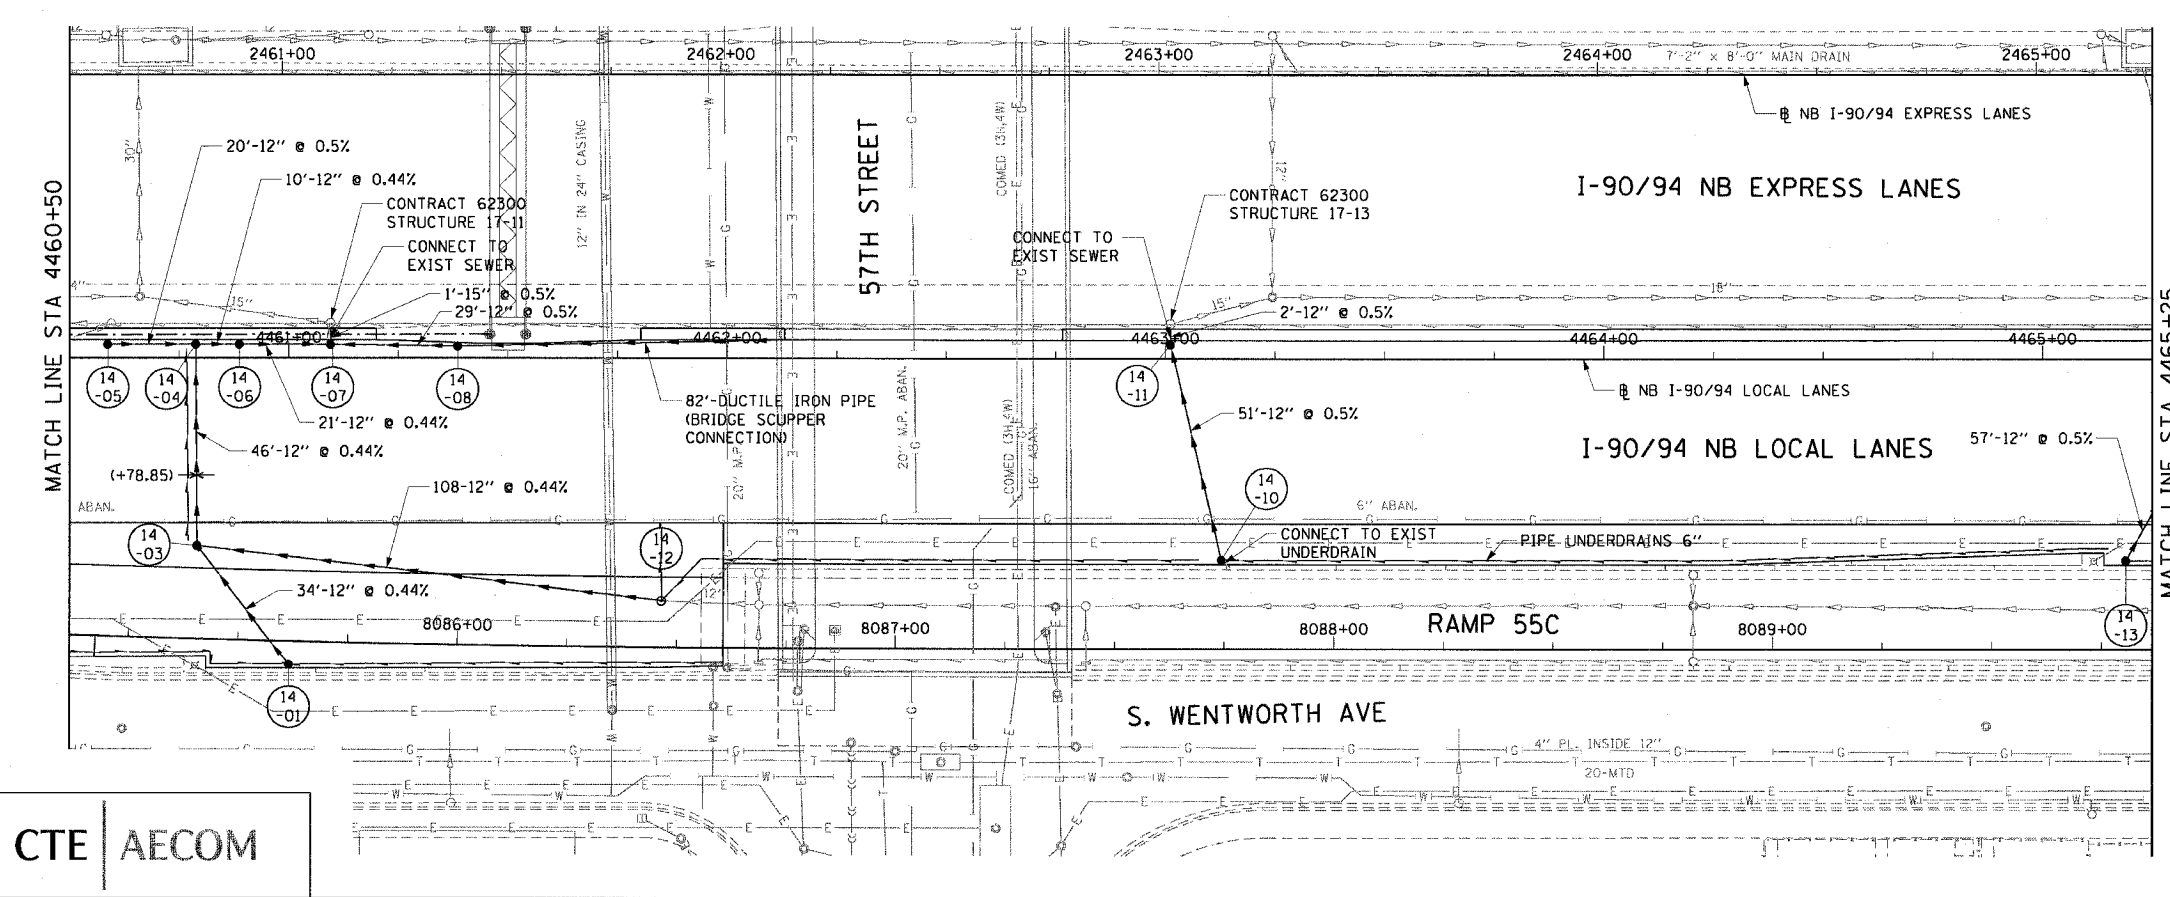 2461+00
2462+00
2463+00
2464+00
7'-2" x 8'-0" MAIN DRAIN
2465+00
℄ NB I-90/94 EXPRESS LANES
MATCH LINE STA 4460+50
30"
20'-12" @ 0.5%
10'-12" @ 0.44%
CONTRACT 62300
STRUCTURE 17-11
CONNECT TO
EXIST SEWER
1'-15" @ 0.5%
29'-12" @ 0.5%
15"
12" IN 24" CASING
57TH STREET
COMED (3H,4W)
12"
CONTRACT 62300
STRUCTURE 17-13
CONNECT TO
EXIST SEWER
15"
2'-12" @ 0.5%
I-90/94 NB EXPRESS LANES
18"
4461+00
4462+00
4463+00
4464+00
4465+00
14
-05
14
-04
14
-06
14
-07
14
-08
14
-11
21'-12" @ 0.44%
46'-12" @ 0.44%
(+78.85)
108-12" @ 0.44%
82'-DUCTILE IRON PIPE
(BRIDGE SCUPPER
CONNECTION)
20" M.P.
20" M.P. ABAN.
COMED (3H,4W)
16" ABAN.
51'-12" @ 0.5%
℄ NB I-90/94 LOCAL LANES
I-90/94 NB LOCAL LANES
57'-12" @ 0.5%
MATCH LINE STA 4465+25
ABAN.
14
-03
14
-12
14
-10
6" ABAN.
CONNECT TO EXIST
UNDERDRAIN
PIPE UNDERDRAINS 6"
34'-12" @ 0.44%
12"
8086+00
8087+00
8088+00
RAMP 55C
8089+00
14
-13
14
-01
S. WENTWORTH AVE
4" PL. INSIDE 12"
20-MTD
CTE AECOM